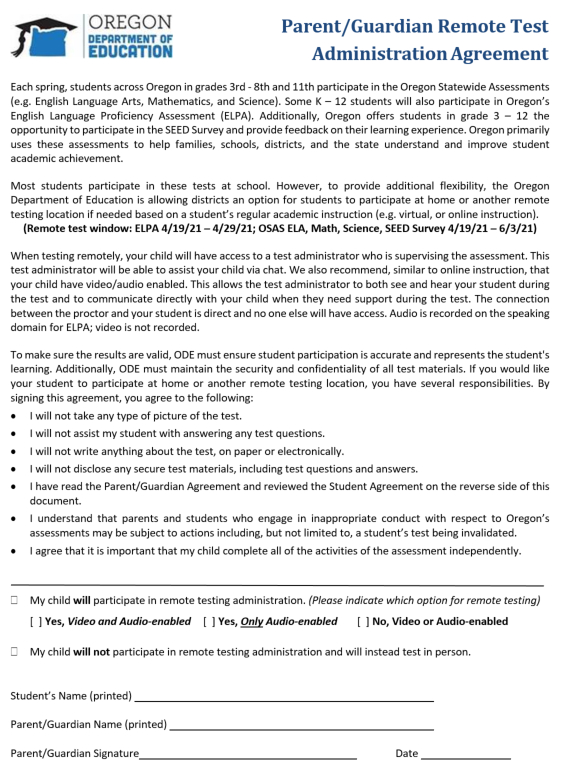 OREGON
DEPARTMENT OF
EDUCATION
Parent/Guardian Remote Test
Administration Agreement
Each spring, students across Oregon in grades 3rd - 8th and 11th participate in the Oregon Statewide Assessments
(e.g. English Language Arts, Mathematics, and Science). Some K – 12 students will also participate in Oregon's
English Language Proficiency Assessment (ELPA). Additionally, Oregon offers students in grade 3 – 12 the
opportunity to participate in the SEED Survey and provide feedback on their learning experience. Oregon primarily
uses these assessments to help families, schools, districts, and the state understand and improve student
academic achievement.
Most students participate in these tests at school. However, to provide additional flexibility, the Oregon
Department of Education is allowing districts an option for students to participate at home or another remote
testing location if needed based on a student's regular academic instruction (e.g. virtual, or online instruction).
(Remote test window: ELPA 4/19/21 – 4/29/21; OSAS ELA, Math, Science, SEED Survey 4/19/21 - 6/3/21)
When testing remotely, your child will have access to a test administrator who is supervising the assessment. This
test administrator will be able to assist your child via chat. We also recommend, similar to online instruction, that
your child have video/audio enabled. This allows the test administrator to both see and hear your student during
the test and to communicate directly with your child when they need support during the test. The connection
between the proctor and your student is direct and no one else will have access. Audio is recorded on the speaking
domain for ELPA; video is not recorded.
To make sure the results are valid, ODE must ensure student participation is accurate and represents the student's
learning. Additionally, ODE must maintain the security and confidentiality of all test materials. If you would like
your student to participate at home or another remote testing location, you have several responsibilities. By
signing this agreement, you agree to the following:
• I will not take any type of picture of the test.
• I will not assist my student with answering any test questions.
• I will not write anything about the test, on paper or electronically.
• I will not disclose any secure test materials, including test questions and answers.
• I have read the Parent/Guardian Agreement and reviewed the Student Agreement on the reverse side of this
document.
• I understand that parents and students who engage in inappropriate conduct with respect to Oregon's
assessments may be subject to actions including, but not limited to, a student's test being invalidated.
• I agree that it is important that my child complete all of the activities of the assessment independently.
☐ My child will participate in remote testing administration. (Please indicate which option for remote testing)
[ ] Yes, Video and Audio-enabled [ ] Yes, Only Audio-enabled [ ] No, Video or Audio-enabled
☐ My child will not participate in remote testing administration and will instead test in person.
Student's Name (printed)
Parent/Guardian Name (printed)
Parent/Guardian Signature Date